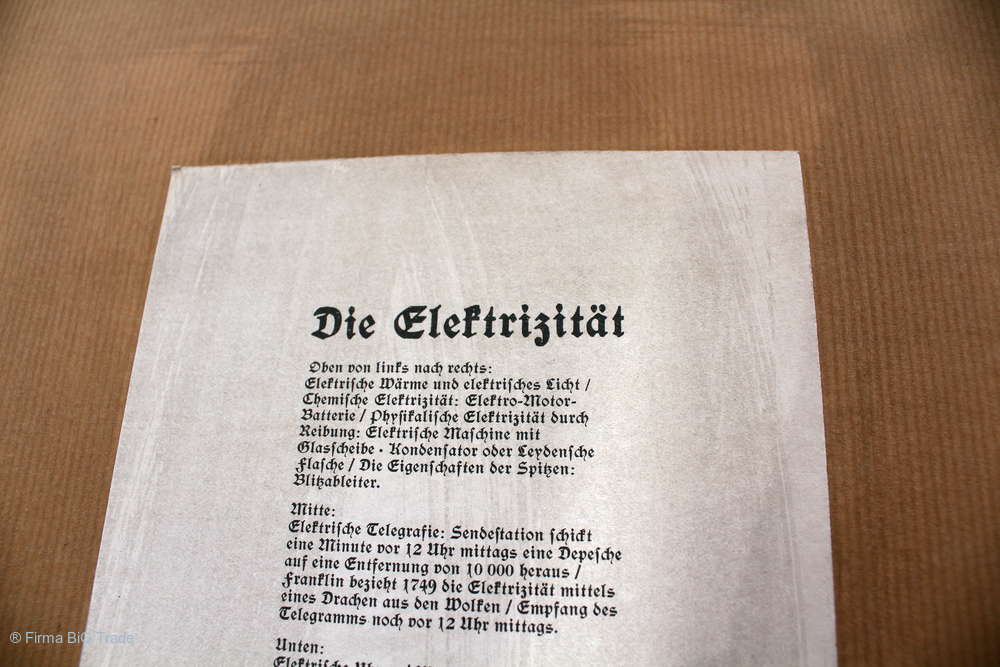 Die Elektrizität
Oben von links nach rechts:
Elektrische Wärme und elektrisches Licht /
Chemische Elektrizität: Elektro-Motor-
Batterie / Physikalische Elektrizität durch
Reibung: Elektrische Maschine mit
Glasscheibe · Kondensator oder Leydensche
Flasche / Die Eigenschaften der Spitzen:
Blitzableiter.
Mitte:
Elektrische Telegrafie: Sendestation schickt
eine Minute vor 12 Uhr mittags eine Depesche
auf eine Entfernung von 10 000 heraus /
Franklin bezieht 1749 die Elektrizität mittels
eines Drachen aus den Wolken / Empfang des
Telegramms noch vor 12 Uhr mittags.
Unten:
Elektrische
® Firma BiG Trade